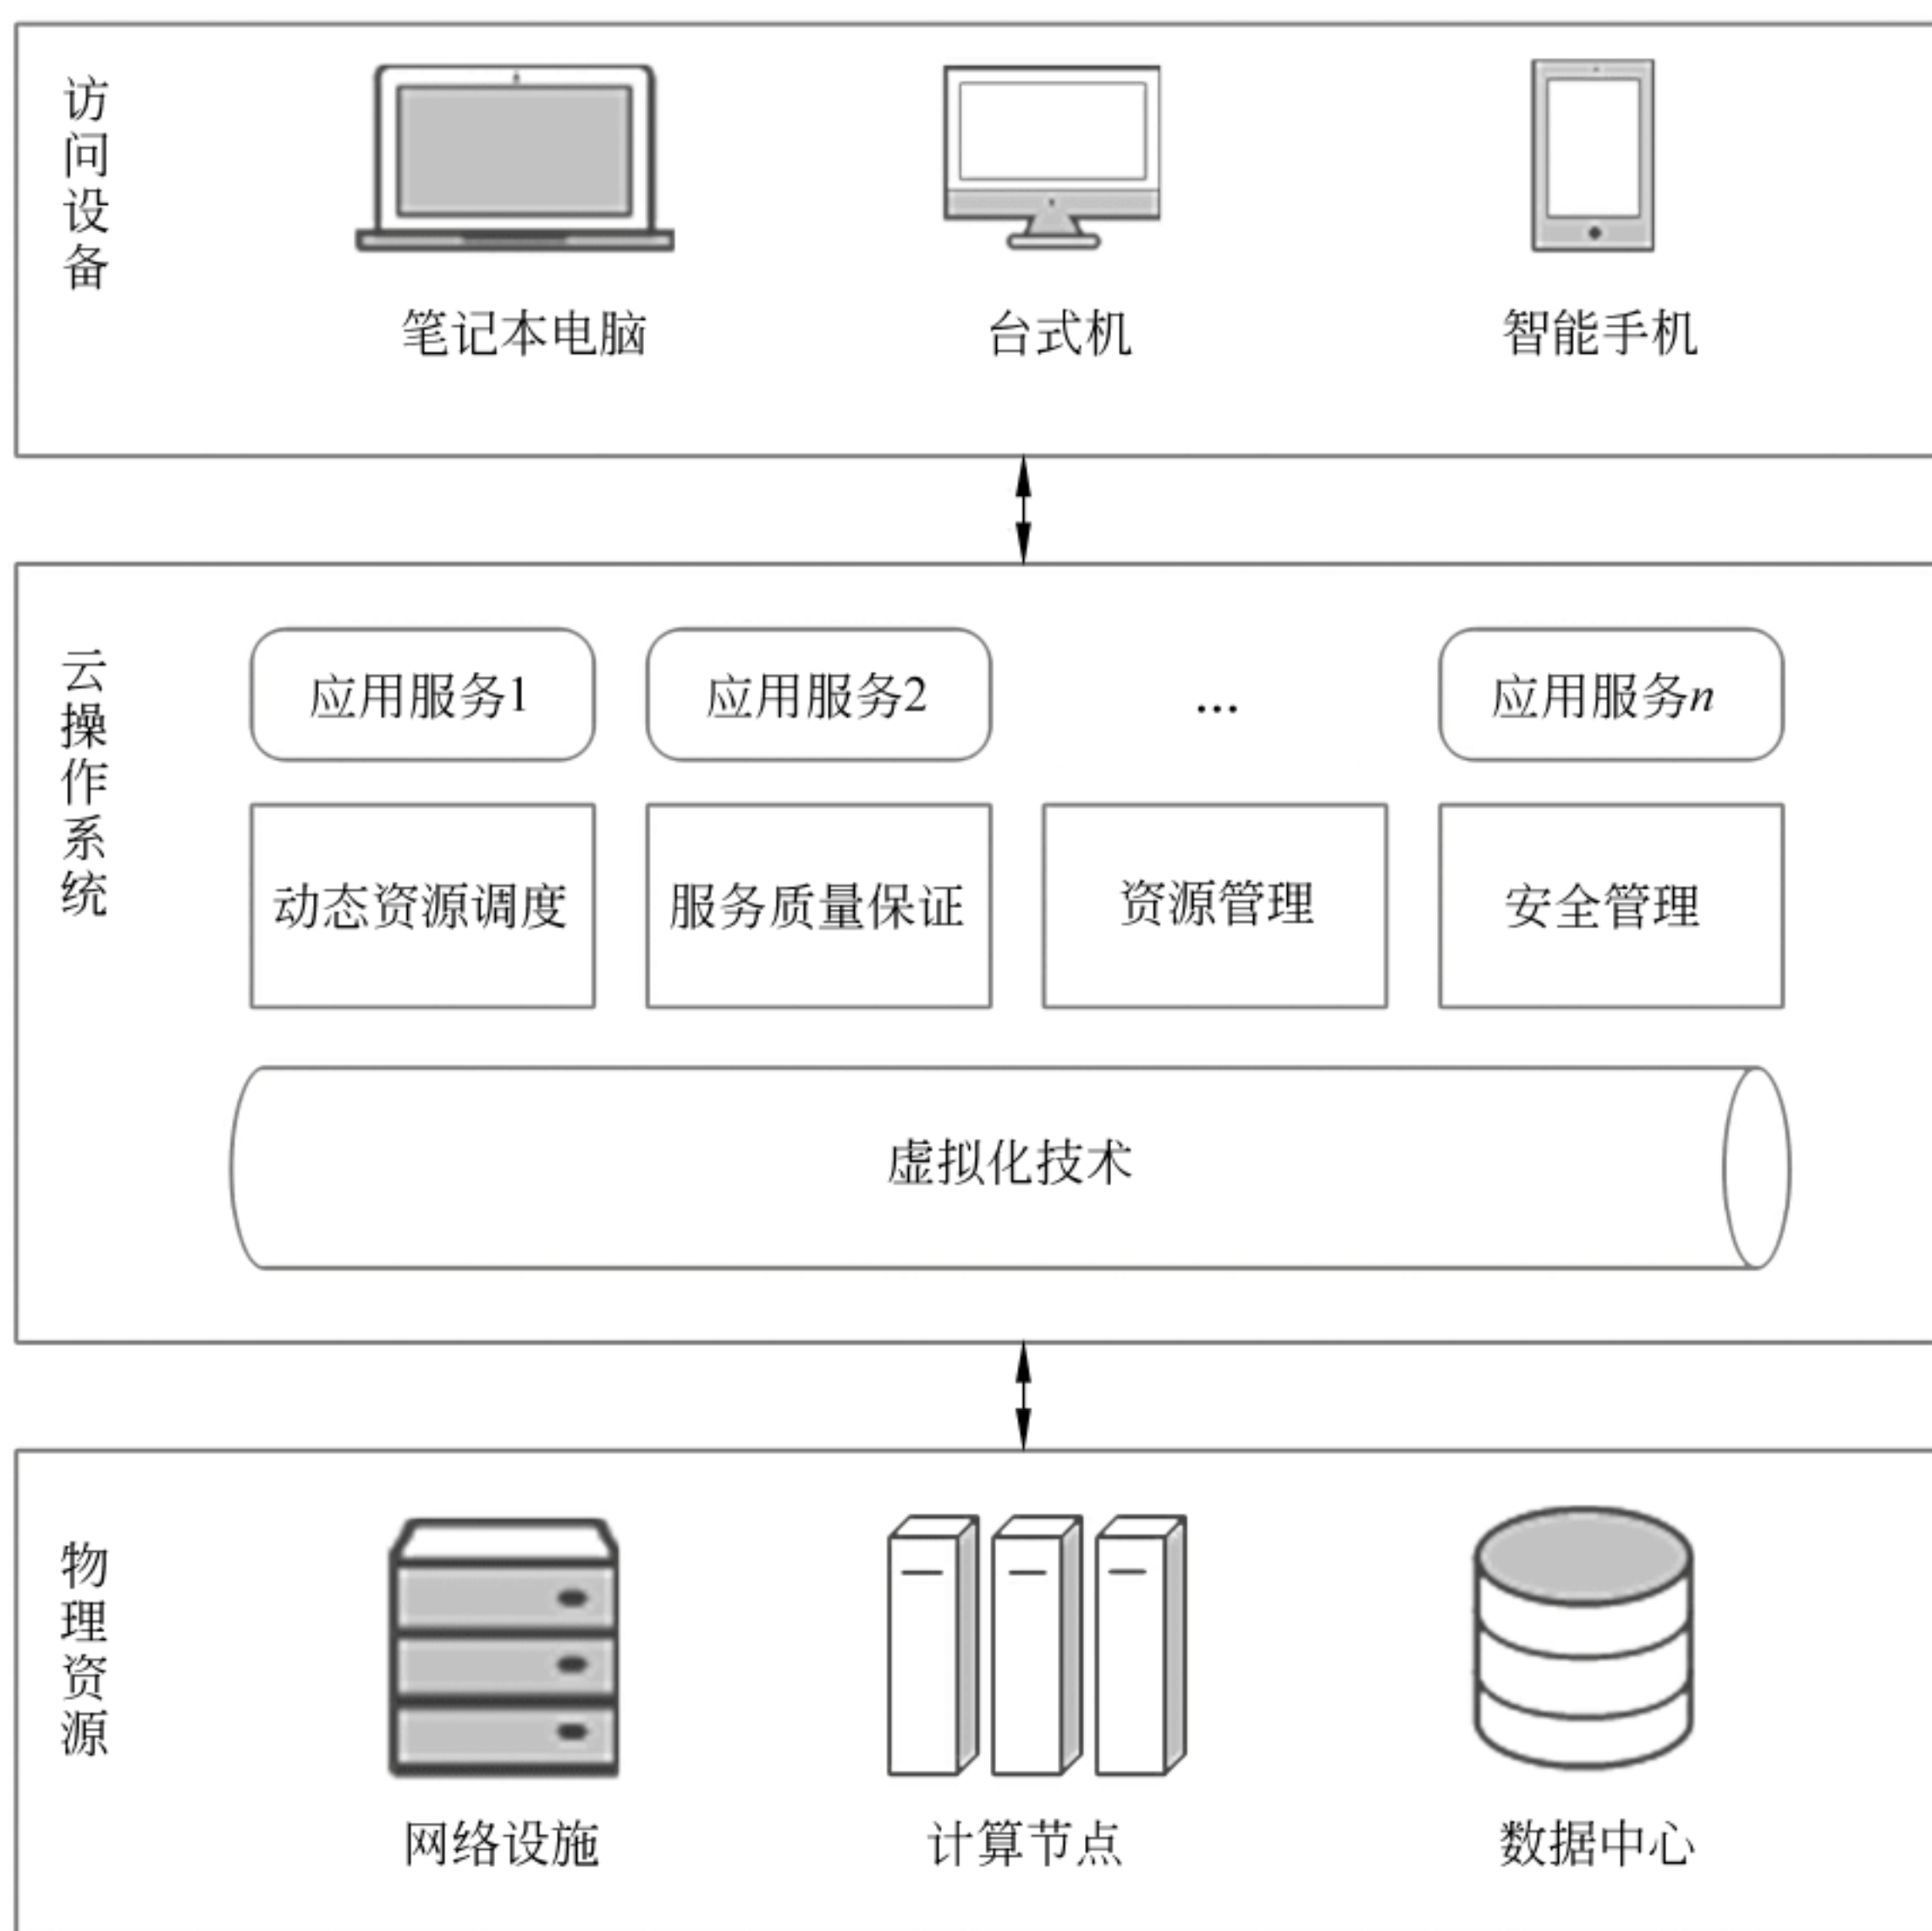 访问设备
笔记本电脑
台式机
智能手机
云操作系统
应用服务1
应用服务2
...
应用服务n
动态资源调度
服务质量保证
资源管理
安全管理
虚拟化技术
物理资源
网络设施
计算节点
数据中心